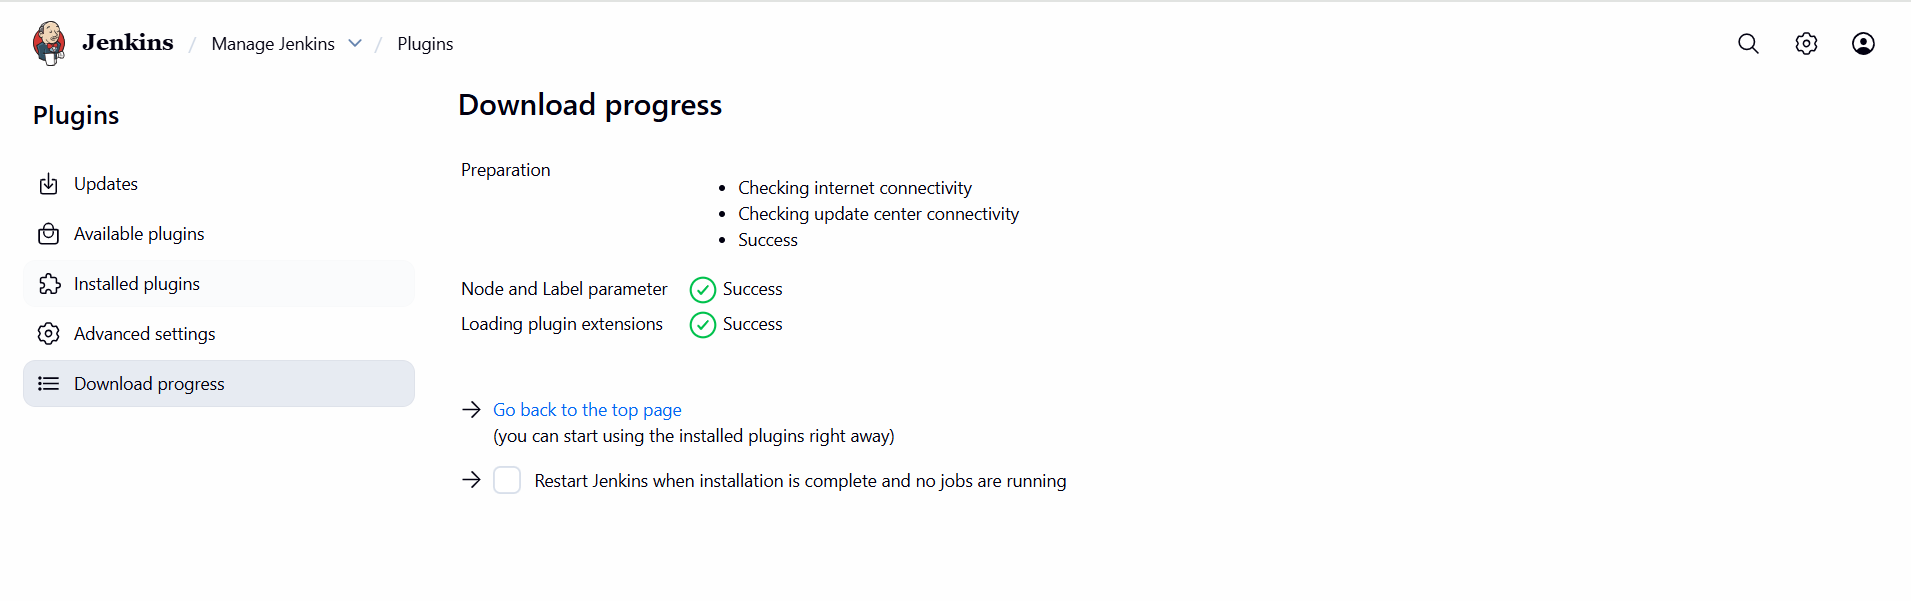 Jenkins / Manage Jenkins / Plugins
Plugins
Updates
Available plugins
Installed plugins
Advanced settings
Download progress
Download progress
Preparation
• Checking internet connectivity
• Checking update center connectivity
• Success
Node and Label parameter Success
Loading plugin extensions Success
→ Go back to the top page
(you can start using the installed plugins right away)
→ Restart Jenkins when installation is complete and no jobs are running